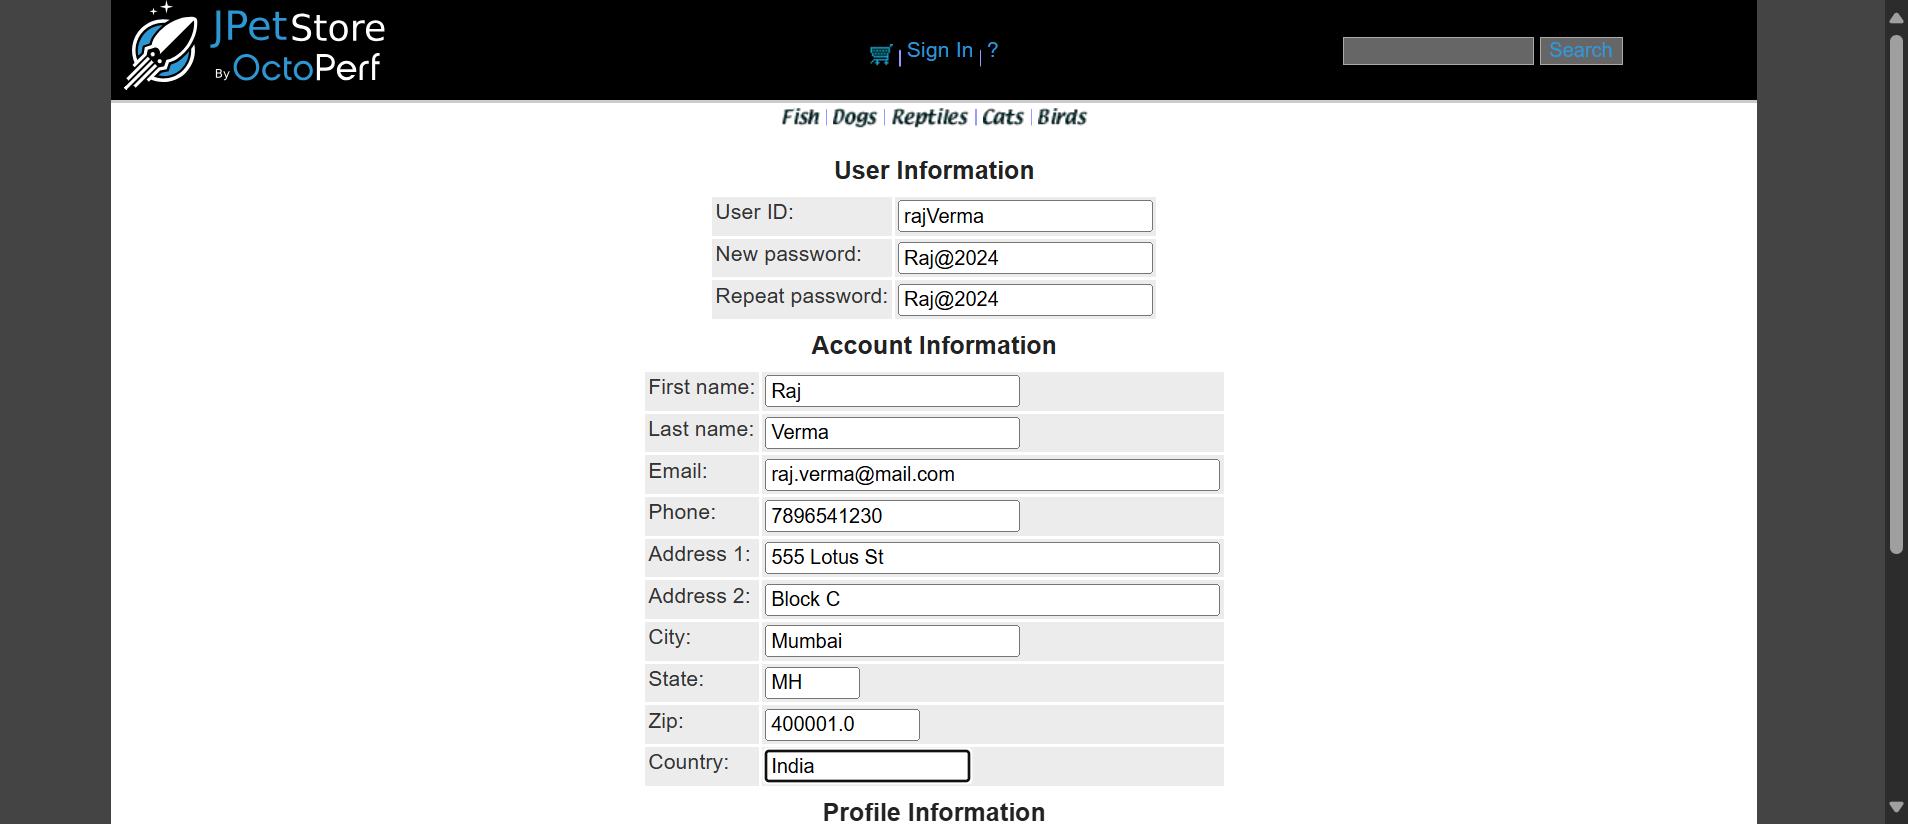 JPetStore
By OctoPerf
Sign In
?
Search
Fish Dogs Reptiles Cats Birds
User Information
User ID: rajVerma
New password: Raj@2024
Repeat password: Raj@2024
Account Information
First name: Raj
Last name: Verma
Email: raj.verma@mail.com
Phone: 7896541230
Address 1: 555 Lotus St
Address 2: Block C
City: Mumbai
State: MH
Zip: 400001.0
Country: India
Profile Information